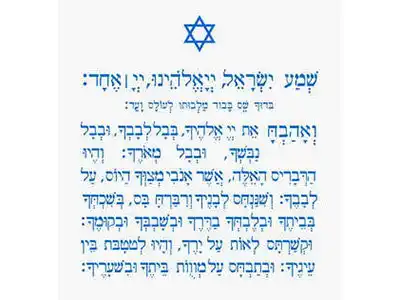 שְׁמַע יִשְׂרָאֵל, יְיָ אֱלֹהֵינוּ, יְיָ | אֶחָד:
בָּרוּךְ שֵׁם כְּבוֹד מַלְכוּתוֹ לְעוֹלָם וָעֶד:
וְאָהַבְתָּ אֵת יְיָ אֱלֹהֶיךָ, בְּכָל לְבָבְךָ, וּבְכָל
נַפְשְׁךָ, וּבְכָל מְאֹדֶךָ: וְהָיוּ
הַדְּבָרִים הָאֵלֶּה, אֲשֶׁר אָנֹכִי מְצַוְּךָ הַיּוֹם, עַל
לְבָבֶךָ: וְשִׁנַּנְתָּם לְבָנֶיךָ וְדִבַּרְתָּ בָּם, בְּשִׁבְתְּךָ
בְּבֵיתֶךָ וּבְלֶכְתְּךָ בַדֶּרֶךְ וּבְשָׁכְבְּךָ וּבְקוּמֶךָ:
וּקְשַׁרְתָּם לְאוֹת עַל יָדֶךָ, וְהָיוּ לְטֹטָפֹת בֵּין
עֵינֶיךָ: וּכְתַבְתָּם עַל מְזֻזוֹת בֵּיתֶךָ וּבִשְׁעָרֶיךָ: